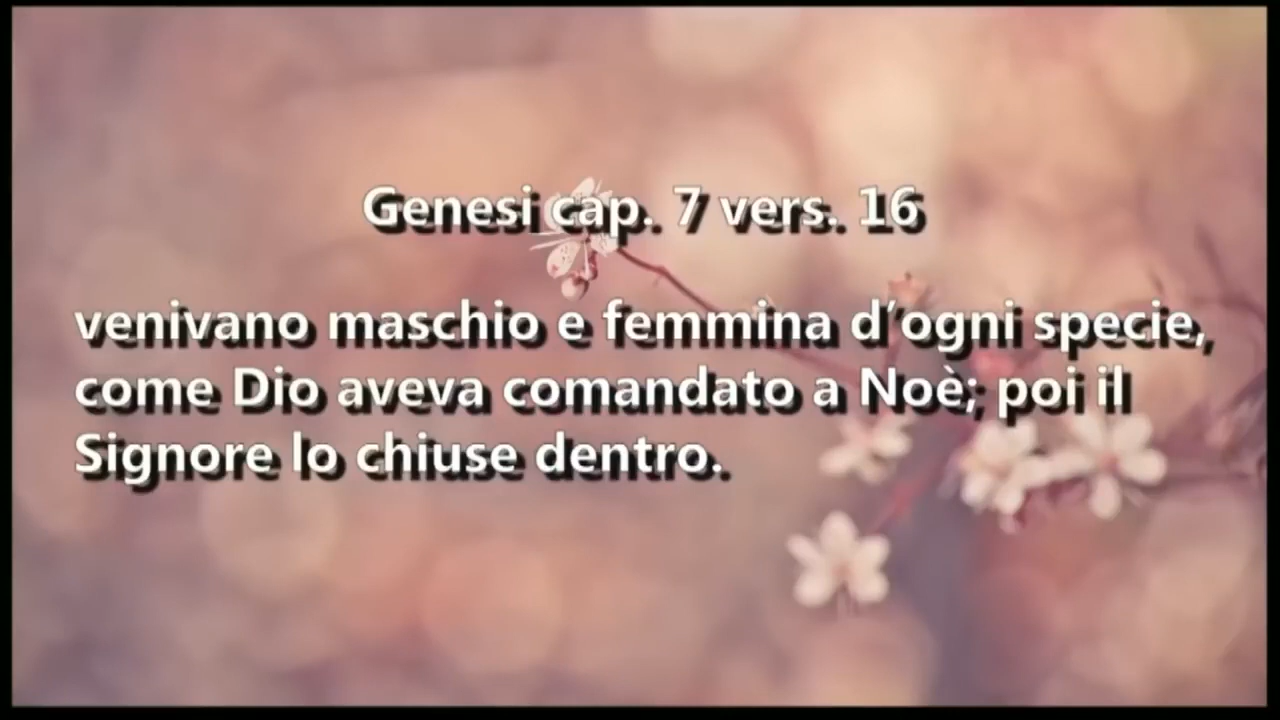 Genesi cap. 7 vers. 16
venivano maschio e femmina d’ogni specie,
come Dio aveva comandato a Noè; poi il
Signore lo chiuse dentro.